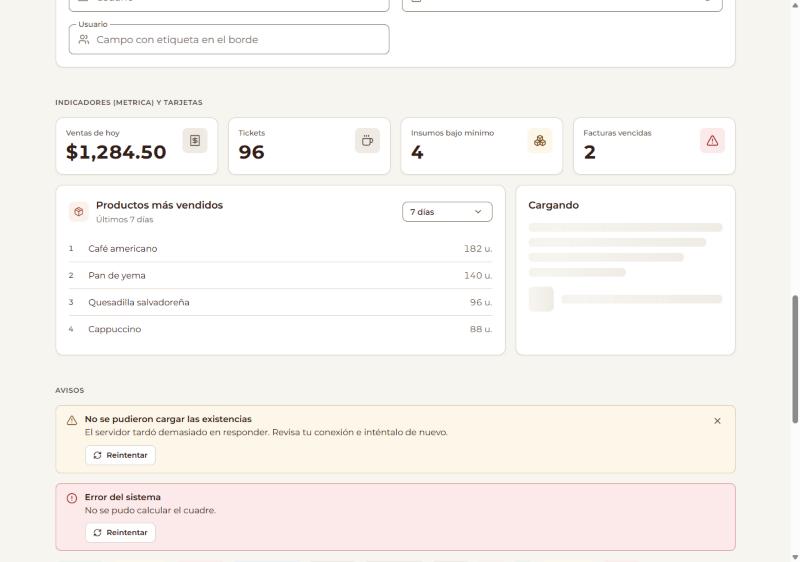 Usuario
Campo con etiqueta en el borde
INDICADORES (METRICA) Y TARJETAS
Ventas de hoy
$1,284.50
Tickets
96
Insumos bajo mínimo
4
Facturas vencidas
2
Productos más vendidos
Últimos 7 días
7 días
1 Café americano 182 u.
2 Pan de yema 140 u.
3 Quesadilla salvadoreña 96 u.
4 Cappuccino 88 u.
Cargando
AVISOS
No se pudieron cargar las existencias
El servidor tardó demasiado en responder. Revisa tu conexión e inténtalo de nuevo.
Reintentar
Error del sistema
No se pudo calcular el cuadre.
Reintentar